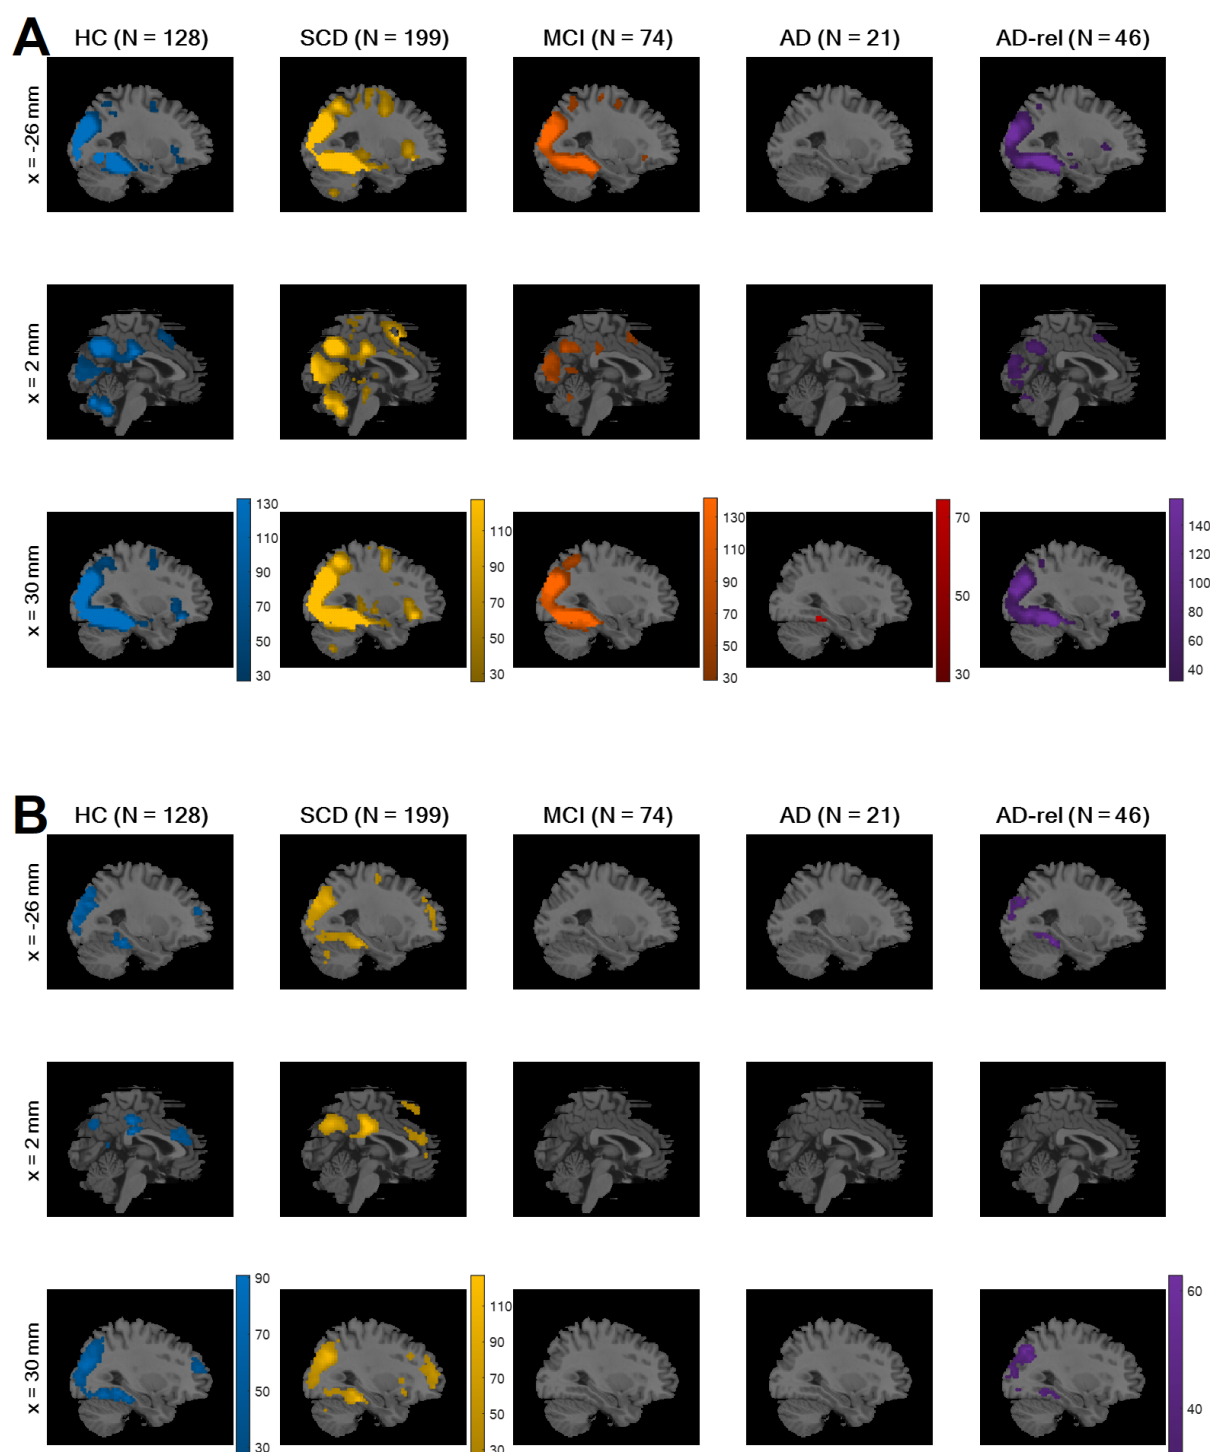 A
HC (N = 128) SCD (N = 199) MCI (N = 74) AD (N = 21) AD-rel (N = 46)
x = -26 mm
x = 2 mm
x = 30 mm
130 110 90 70 50 30
110 90 70 50 30
130 110 90 70 50 30
70 50 30
140 120 100 80 60 40
B
HC (N = 128) SCD (N = 199) MCI (N = 74) AD (N = 21) AD-rel (N = 46)
x = -26 mm
x = 2 mm
x = 30 mm
90 70 50 30
110 90 70 50 30
60 40